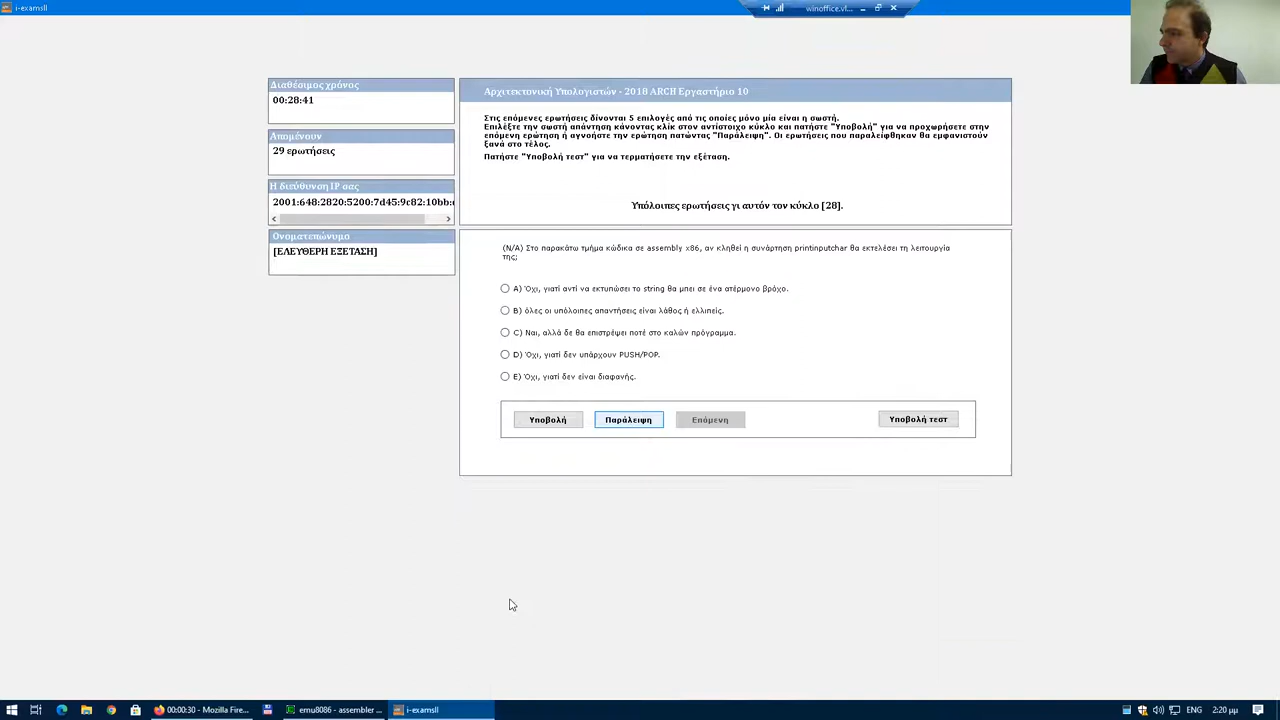 i-examsll
winoffice.vl...
Διαθέσιμος χρόνος
00:28:41
Απομένουν
29 ερωτήσεις
Η διεύθυνση IP σας
2001:648:2820:5200:7d45:9c82:10bb:
Ονοματεπώνυμο
[ΕΛΕΥΘΕΡΗ ΕΞΕΤΑΣΗ]
Αρχιτεκτονική Υπολογιστών - 2018 ARCH Εργαστήριο 10
Στις επόμενες ερωτήσεις δίνονται 5 επιλογές από τις οποίες μόνο μία είναι η σωστή.
Επιλέξτε την σωστή απάντηση κάνοντας κλίκ στον αντίστοιχο κύκλο και πατήστε "Υποβολή" για να προχωρήσετε στην
επόμενη ερώτηση ή αγνοήστε την ερώτηση πατώντας "Παράλειψη". Οι ερωτήσεις που παραλείφθηκαν θα εμφανιστούν
ξανά στο τέλος.
Πατήστε "Υποβολή τεστ" για να τερματήσετε την εξέταση.
Υπόλοιπες ερωτήσεις γι αυτόν τον κύκλο [28].
(N/A) Στο παρακάτω τμήμα κώδικα σε assembly x86, αν κληθεί η συνάρτηση printinputchar θα εκτελέσει τη λειτουργία
της;
A) Όχι, γιατί αντί να εκτυπώσει το string θα μπει σε ένα ατέρμονο βρόχο.
B) όλες οι υπόλοιπες απαντήσεις είναι λάθος ή ελλιπείς.
C) Ναι, αλλά δε θα επιστρέψει ποτέ στο καλών πρόγραμμα.
D) Όχι, γιατί δεν υπάρχουν PUSH/POP.
E) Όχι, γιατί δεν είναι διαφανής.
Υποβολή
Παράλειψη
Επόμενη
Υποβολή τεστ
00:00:30 - Mozilla Fire...
emu8086 - assembler ...
i-examsll
ENG
2:20 μμ